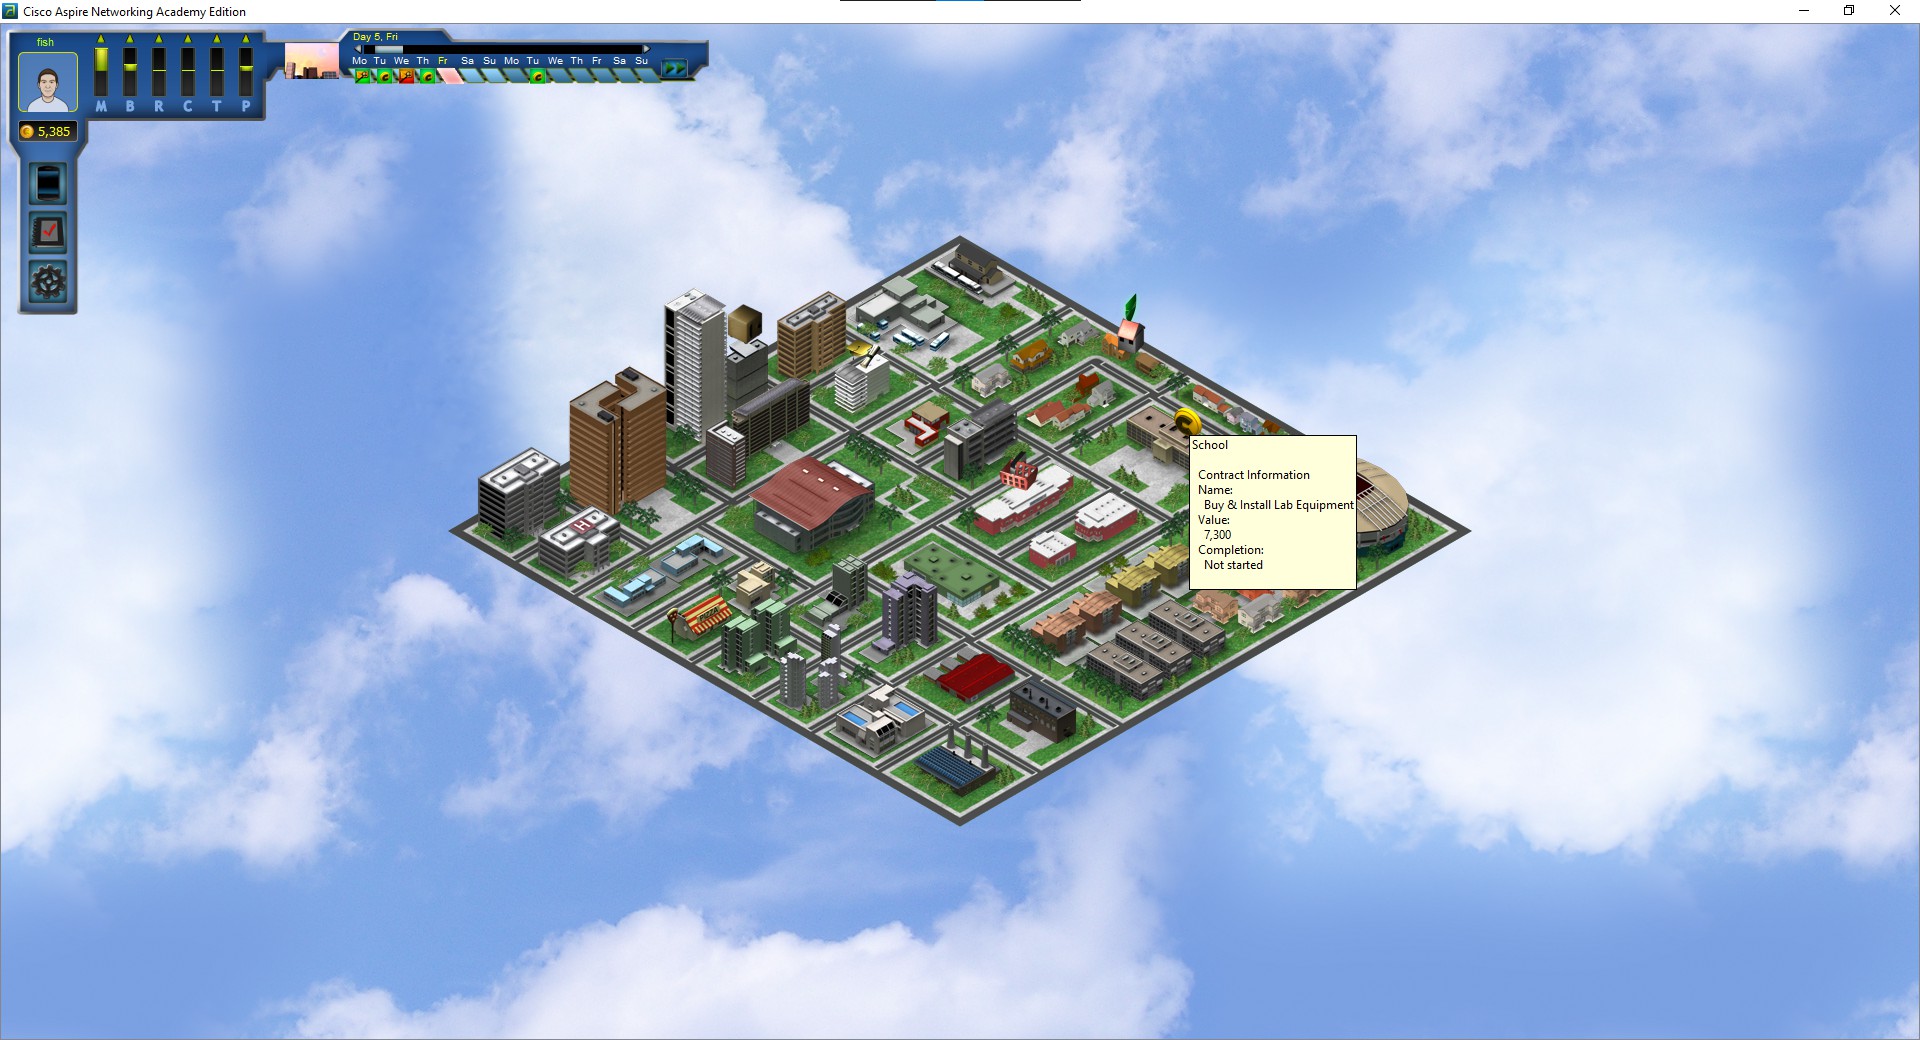 Cisco Aspire Networking Academy Edition
fish
M B R C T P
5,385
Day 5, Fri
Mo Tu We Th Fr Sa Su Mo Tu We Th Fr Sa Su
H
School
Contract Information
Name:
Buy & Install Lab Equipment
Value:
7,300
Completion:
Not started